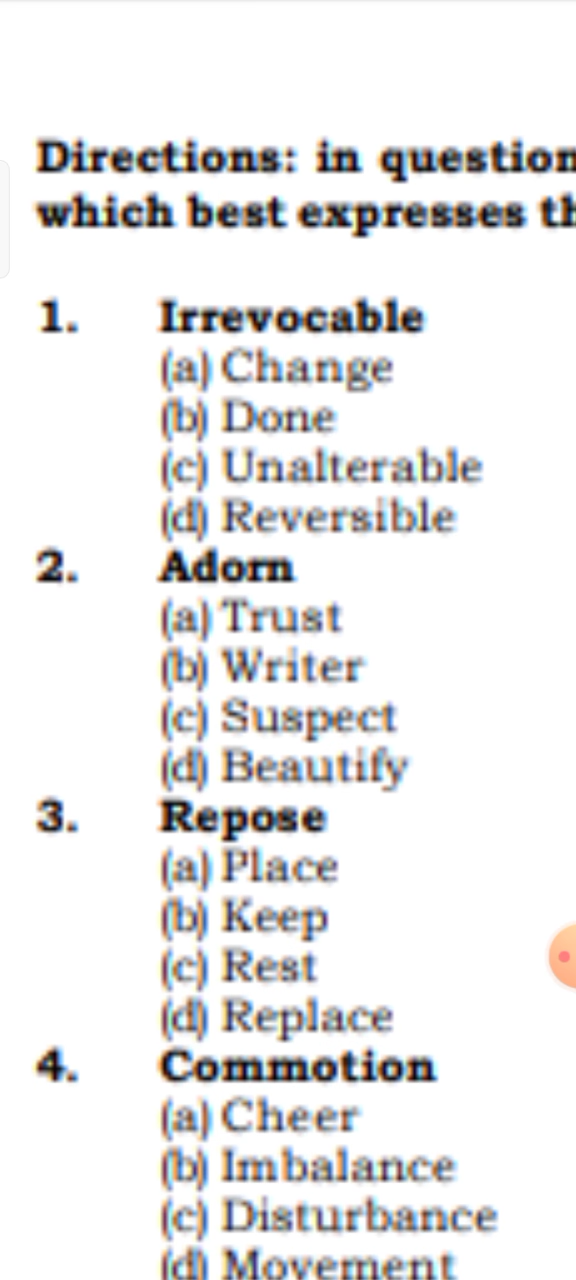 Directions: in question
which best expresses th
1. Irrevocable
(a) Change
(b) Done
(c) Unalterable
(d) Reversible
2. Adorn
(a) Trust
(b) Writer
(c) Suspect
(d) Beautify
3. Repose
(a) Place
(b) Keep
(c) Rest
(d) Replace
4. Commotion
(a) Cheer
(b) Imbalance
(c) Disturbance
(d) Movement